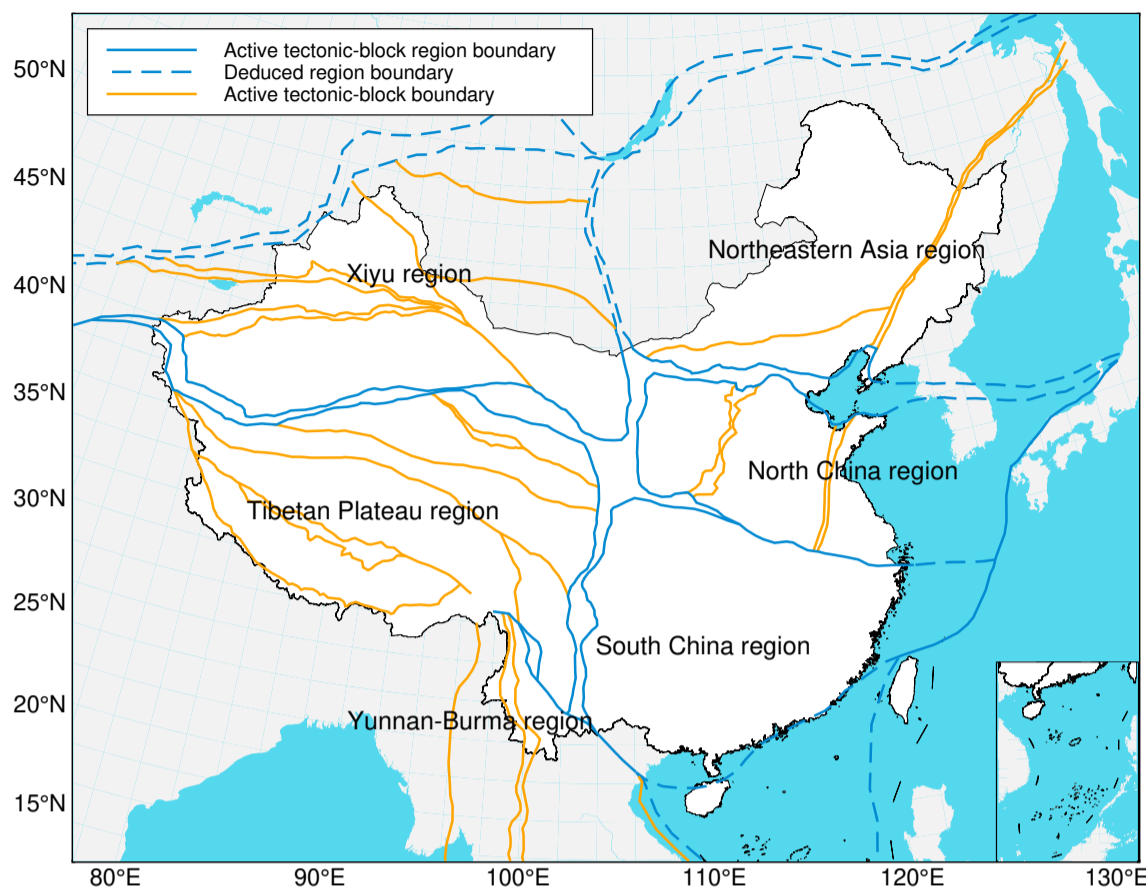 Active tectonic-block region boundary
Deduced region boundary
Active tectonic-block boundary
50°N
45°N
40°N
35°N
30°N
25°N
20°N
15°N
Northeastern Asia region
Xiyu region
North China region
Tibetan Plateau region
South China region
Yunnan-Burma region
80°E
90°E
100°E
110°E
120°E
130°E